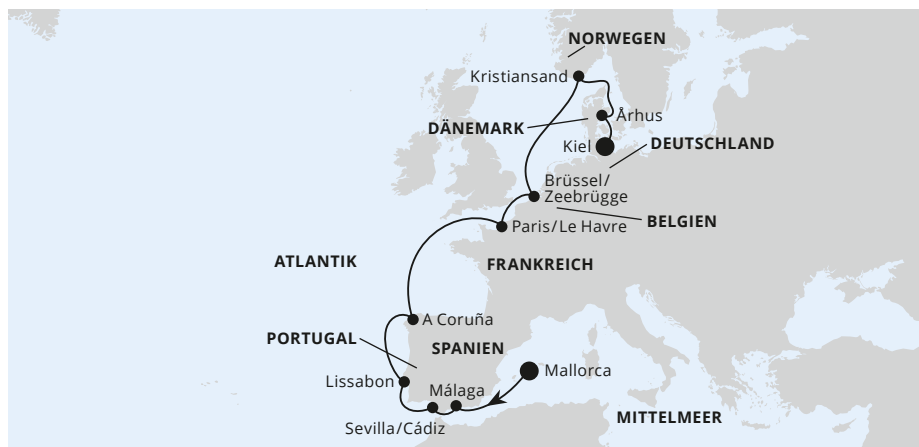 NORWEGEN
Kristiansand
Århus
DÄNEMARK
Kiel
DEUTSCHLAND
Brüssel/
Zeebrügge
BELGIEN
Paris/Le Havre
ATLANTIK
FRANKREICH
A Coruña
PORTUGAL
SPANIEN
Mallorca
Lissabon
Málaga
Sevilla/Cádiz
MITTELMEER